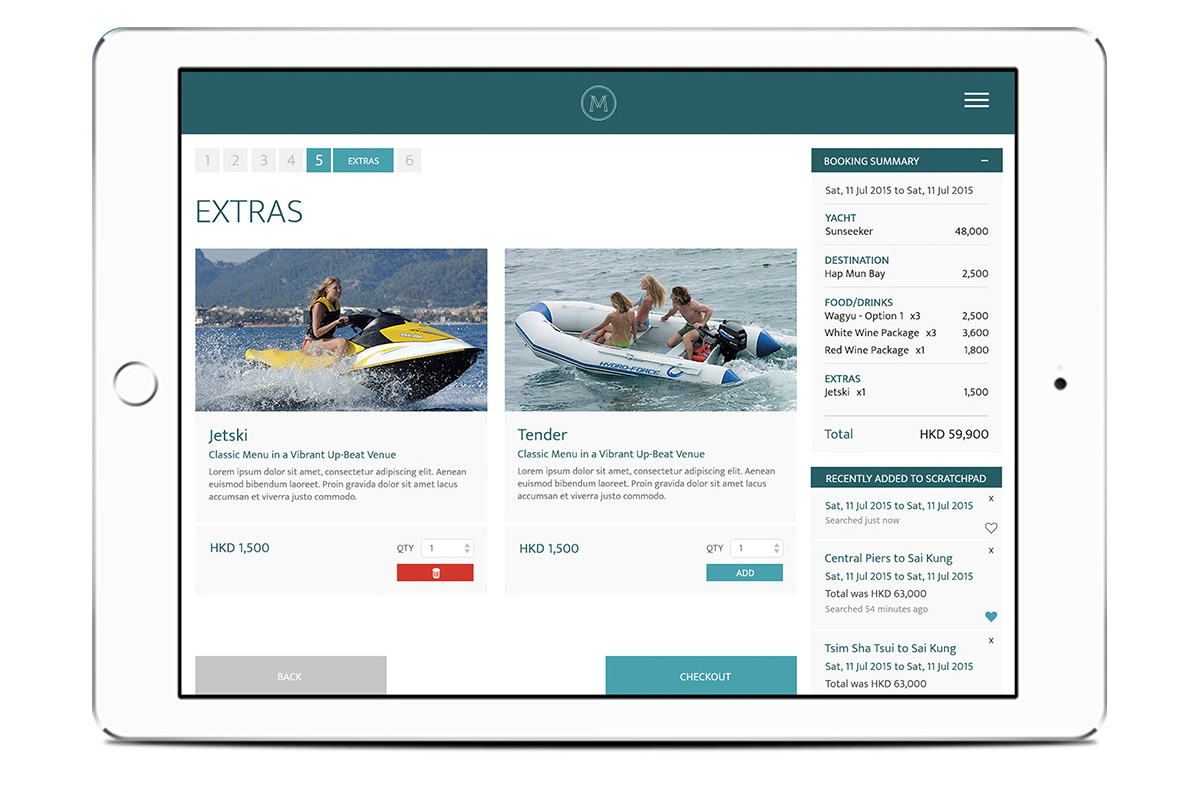 M
1 2 3 4 5 EXTRAS 6
EXTRAS
Jetski
Classic Menu in a Vibrant Up-Beat Venue
Lorem ipsum dolor sit amet, consectetur adipiscing elit. Aenean
euismod bibendum laoreet. Proin gravida dolor sit amet lacus
accumsan et viverra justo commodo.
HKD 1,500
QTY 1
Tender
Classic Menu in a Vibrant Up-Beat Venue
Lorem ipsum dolor sit amet, consectetur adipiscing elit. Aenean
euismod bibendum laoreet. Proin gravida dolor sit amet lacus
accumsan et viverra justo commodo.
HKD 1,500
QTY 1
ADD
HYDRO-FORCE
BACK
CHECKOUT
BOOKING SUMMARY –
Sat, 11 Jul 2015 to Sat, 11 Jul 2015
YACHT
Sunseeker 48,000
DESTINATION
Hap Mun Bay 2,500
FOOD/DRINKS
Wagyu - Option 1 x3 2,500
White Wine Package x3 3,600
Red Wine Package x1 1,800
EXTRAS
Jetski x1 1,500
Total HKD 59,900
RECENTLY ADDED TO SCRATCHPAD
x
Sat, 11 Jul 2015 to Sat, 11 Jul 2015
Searched just now
x
Central Piers to Sai Kung
Sat, 11 Jul 2015 to Sat, 11 Jul 2015
Total was HKD 63,000
Searched 54 minutes ago
x
Tsim Sha Tsui to Sai Kung
Sat, 11 Jul 2015 to Sat, 11 Jul 2015
Total was HKD 63,000